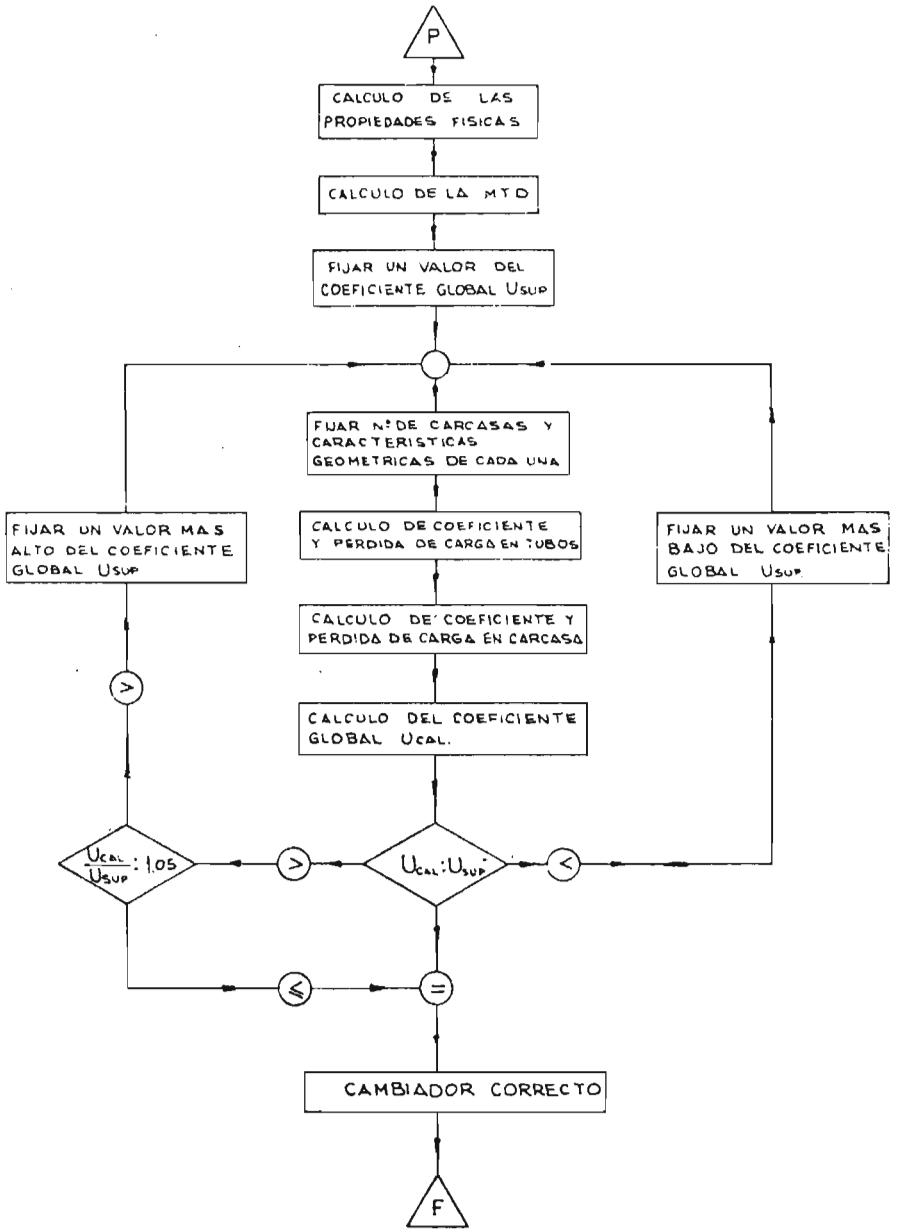 P
CALCULO DE LAS
PROPIEDADES FISICAS
CALCULO DE LA MTD
FIJAR UN VALOR DEL
COEFICIENTE GLOBAL USUP
FIJAR Nº DE CARCASAS Y
CARACTERISTICAS
GEOMETRICAS DE CADA UNA
FIJAR UN VALOR MAS
ALTO DEL COEFICIENTE
GLOBAL USUP
CALCULO DE COEFICIENTE
Y PERDIDA DE CARGA EN TUBOS
FIJAR UN VALOR MAS
BAJO DEL COEFICIENTE
GLOBAL USUP
CALCULO DE COEFICIENTE Y
PERDIDA DE CARGA EN CARCASA
>
CALCULO DEL COEFICIENTE
GLOBAL UCAL.
UCAL
USUP
:1.05
>
UCAL:USUP
<
≤
=
CAMBIADOR CORRECTO
F